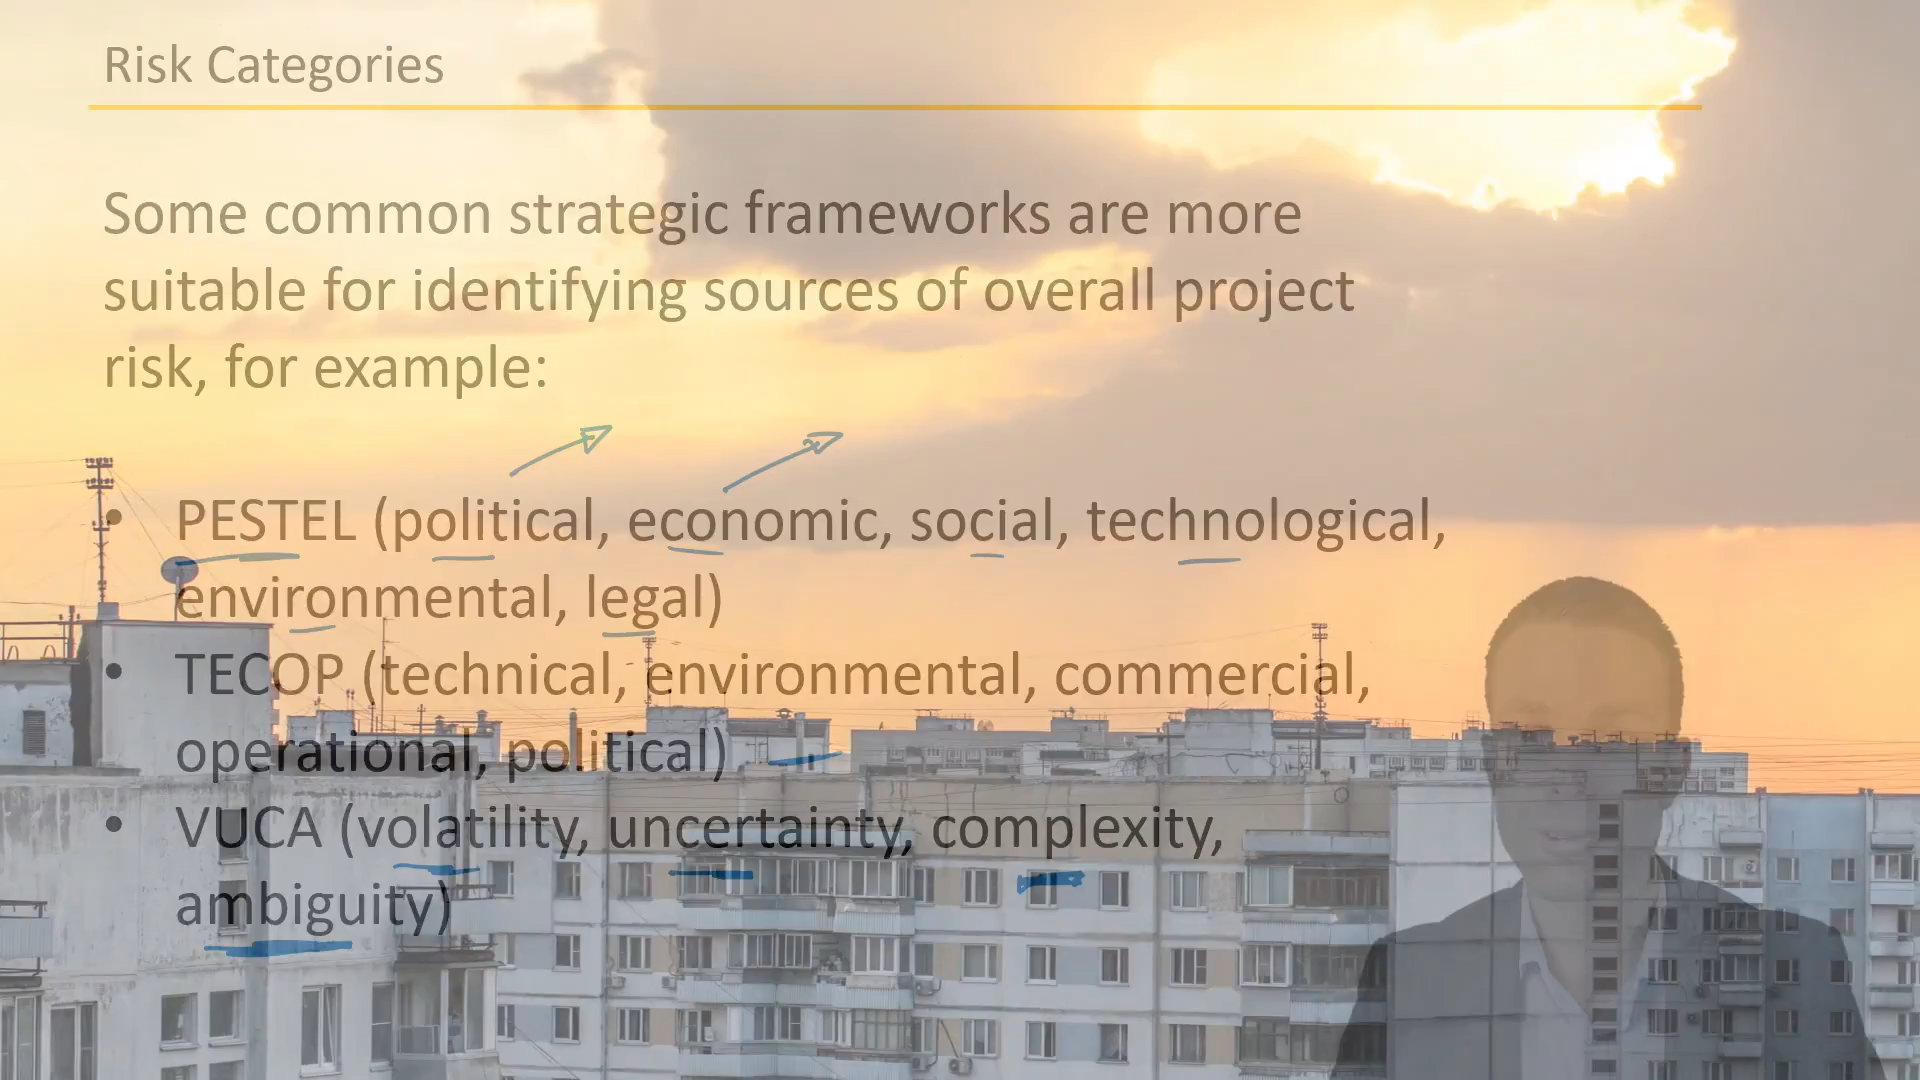 Risk Categories
Some common strategic frameworks are more
suitable for identifying sources of overall project
risk, for example:
• PESTEL (political, economic, social, technological,
environmental, legal)
• TECOP (technical, environmental, commercial,
operational, political)
• VUCA (volatility, uncertainty, complexity,
ambiguity)